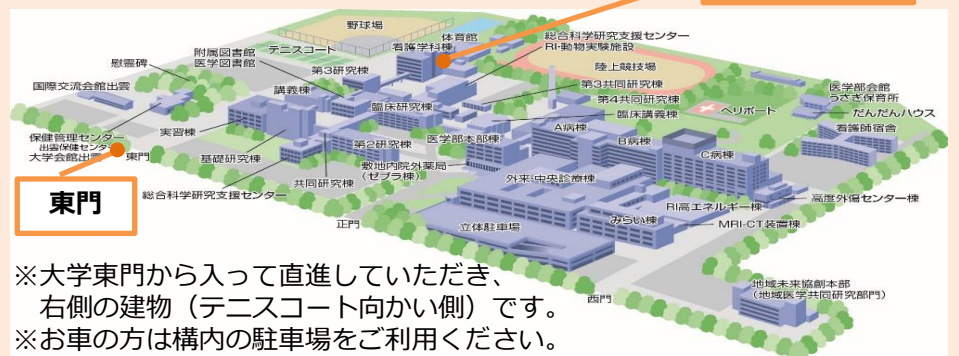 野球場
体育館
看護学科棟
総合科学研究支援センター
RI・動物実験施設
附属図書館
医学図書館
テニスコート
慰霊碑
第3研究棟
陸上競技場
国際交流会館出雲
講義棟
第3共同研究棟
医学部会館
うさぎ保育所
臨床研究棟
第4共同研究棟
ヘリポート
だんだんハウス
臨床講義棟
実習棟
A病棟
看護師宿舎
保健管理センター
出雲保健センター
大学会館出雲
東門
医学部本部棟
B病棟
第2研究棟
C病棟
基礎研究棟
敷地内院外薬局
(ゼブラ棟)
共同研究棟
外来・中央診療棟
総合科学研究支援センター
東門
高度外傷センター棟
RI高エネルギー棟
みらい棟
正門
立体駐車場
MRI-CT装置棟
※大学東門から入って直進していただき、
右側の建物（テニスコート向かい側）です。
西門
地域未来協創本部
(地域医学共同研究部門)
※お車の方は構内の駐車場をご利用ください。